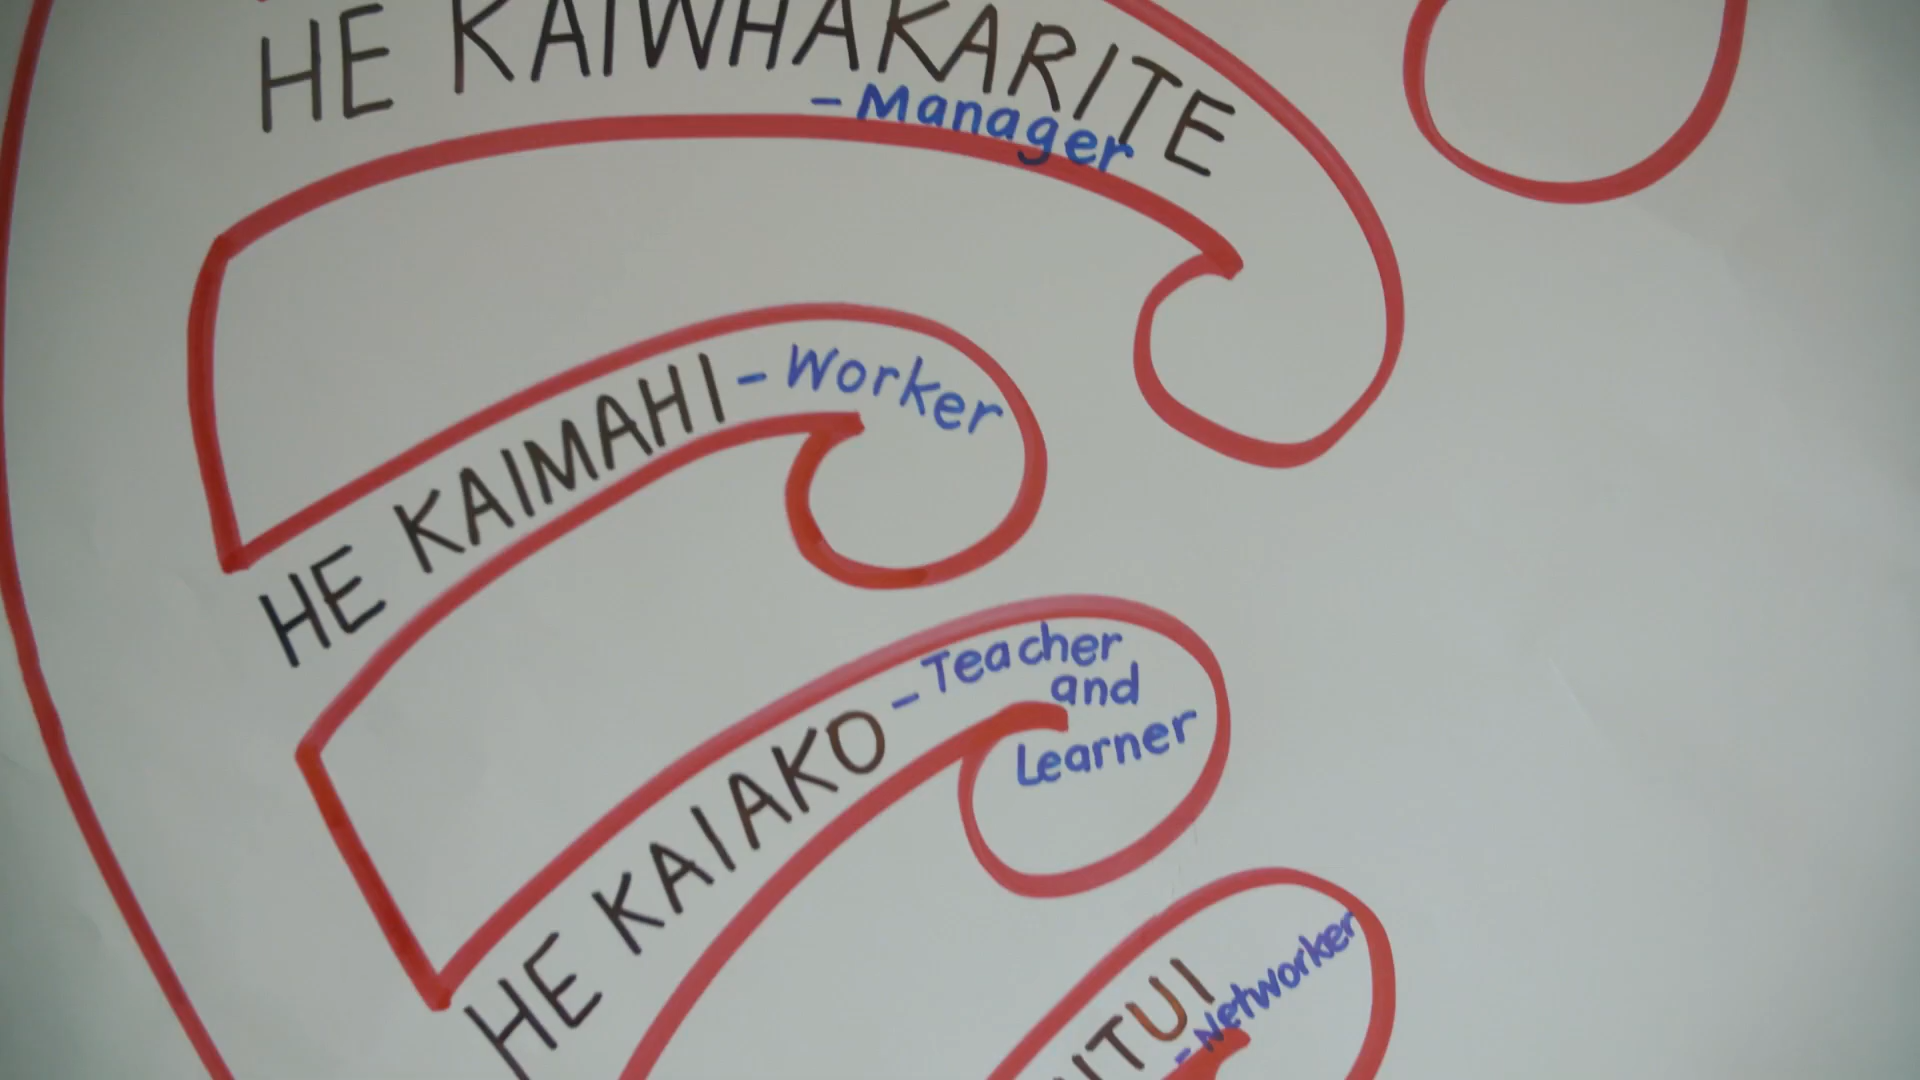 HE KAIWHAKARITE
- Manager
HE KAIMAHI - Worker
HE KAIAKO - Teacher
and
Learner
- Networker